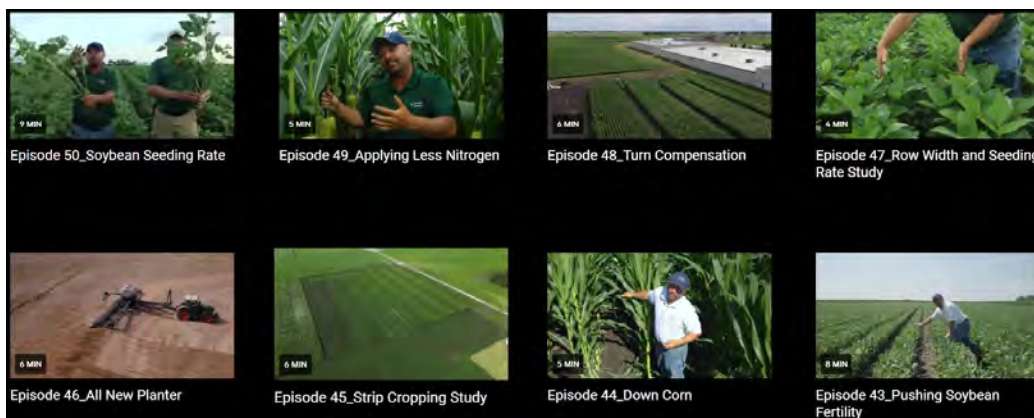 9 MIN
5 MIN
6 MIN
4 MIN
Episode 50_Soybean Seeding Rate
Episode 49_Applying Less Nitrogen
Episode 48_Turn Compensation
Episode 47_Row Width and Seeding
Rate Study
6 MIN
6 MIN
5 MIN
8 MIN
Episode 46_All New Planter
Episode 45_Strip Cropping Study
Episode 44_Down Corn
Episode 43_Pushing Soybean
Fertility